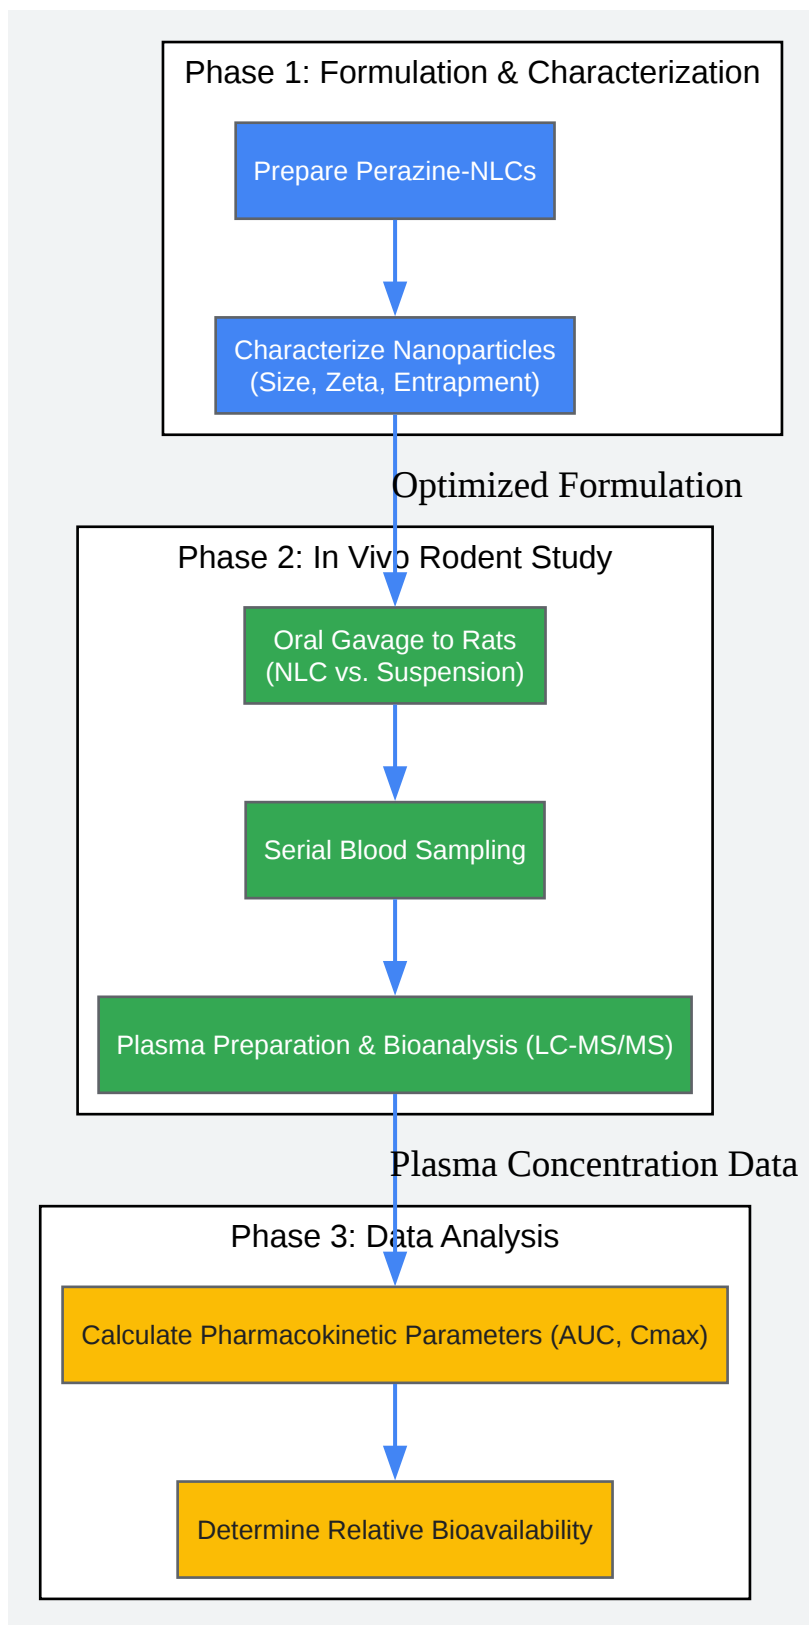 Phase 1: Formulation & Characterization
Prepare Perazine-NLCs
Characterize Nanoparticles
(Size, Zeta, Entrapment)
Optimized Formulation
Phase 2: In Vivo Rodent Study
Oral Gavage to Rats
(NLC vs. Suspension)
Serial Blood Sampling
Plasma Preparation & Bioanalysis (LC-MS/MS)
Plasma Concentration Data
Phase 3: Data Analysis
Calculate Pharmacokinetic Parameters (AUC, Cmax)
Determine Relative Bioavailability